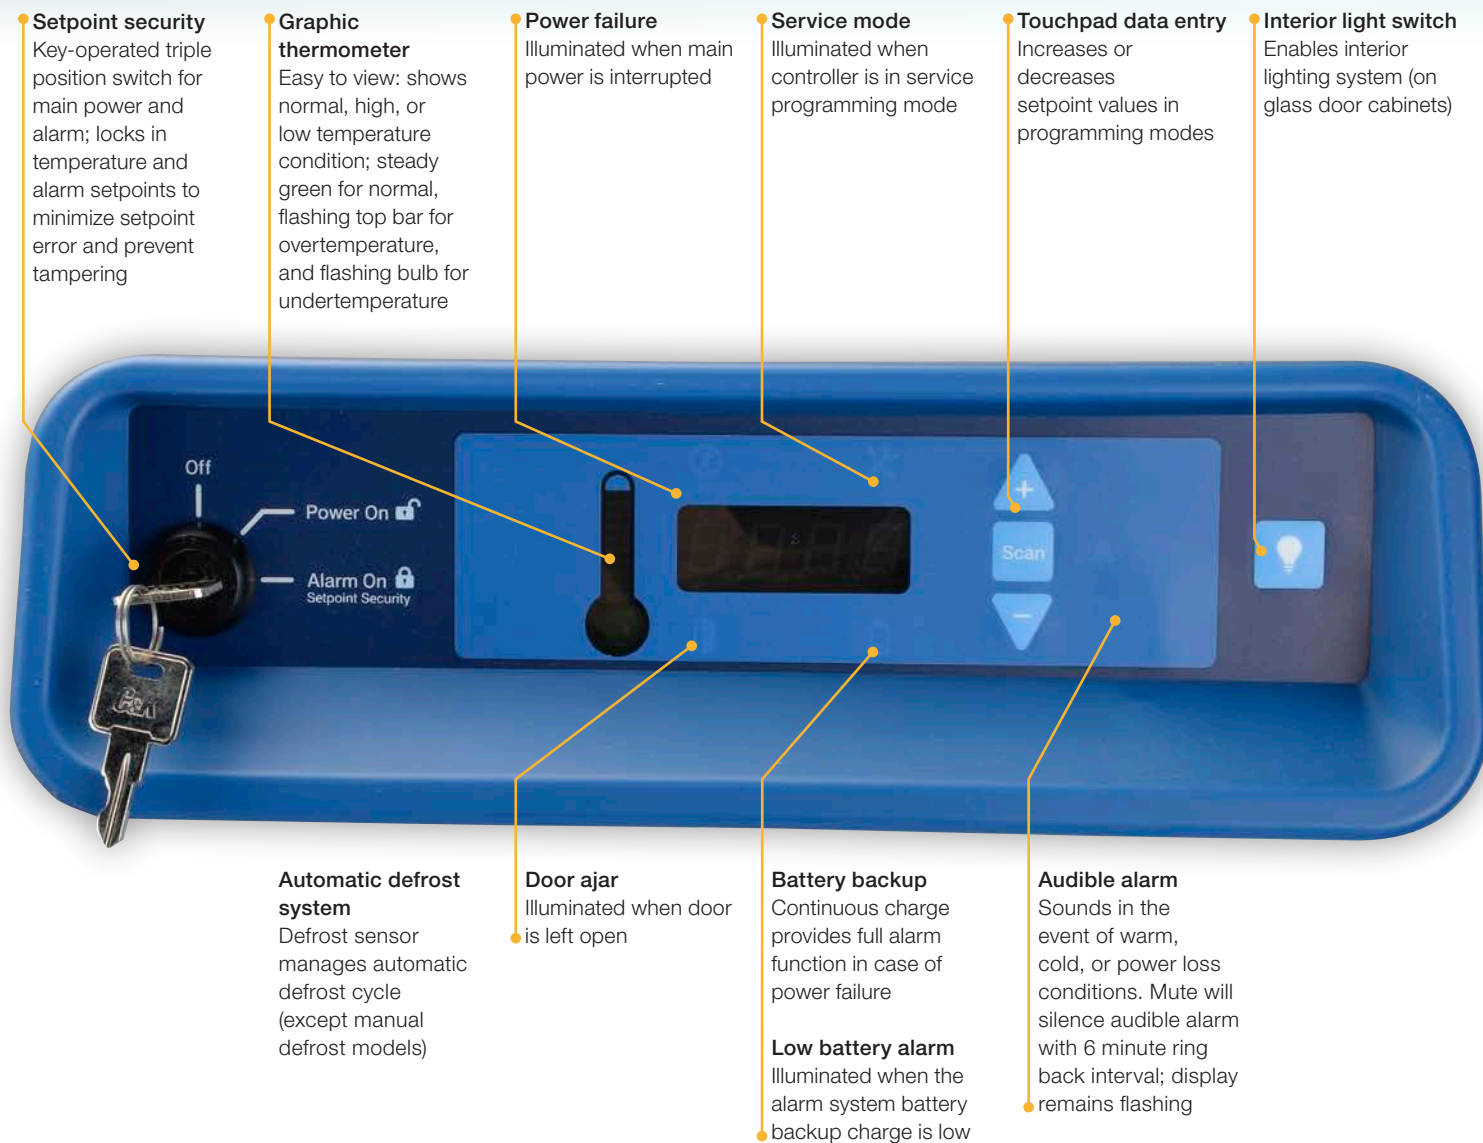 Setpoint security
Key-operated triple
position switch for
main power and
alarm; locks in
temperature and
alarm setpoints to
minimize setpoint
error and prevent
tampering
Graphic
thermometer
Easy to view: shows
normal, high, or
low temperature
condition; steady
green for normal,
flashing top bar for
overtemperature,
and flashing bulb for
undertemperature
Power failure
Illuminated when main
power is interrupted
Service mode
Illuminated when
controller is in service
programming mode
Touchpad data entry
Increases or
decreases
setpoint values in
programming modes
Interior light switch
Enables interior
lighting system (on
glass door cabinets)
Off
Power On
Alarm On
Setpoint Security
+
Scan
−
C&K
Automatic defrost
system
Defrost sensor
manages automatic
defrost cycle
(except manual
defrost models)
Door ajar
Illuminated when door
is left open
Battery backup
Continuous charge
provides full alarm
function in case of
power failure
Low battery alarm
Illuminated when the
alarm system battery
backup charge is low
Audible alarm
Sounds in the
event of warm,
cold, or power loss
conditions. Mute will
silence audible alarm
with 6 minute ring
back interval; display
remains flashing